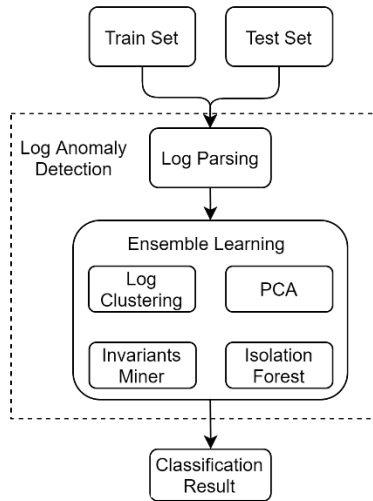 Train Set
Test Set
Log Anomaly
Detection
Log Parsing
Ensemble Learning
Log
Clustering
PCA
Invariants
Miner
Isolation
Forest
Classification
Result